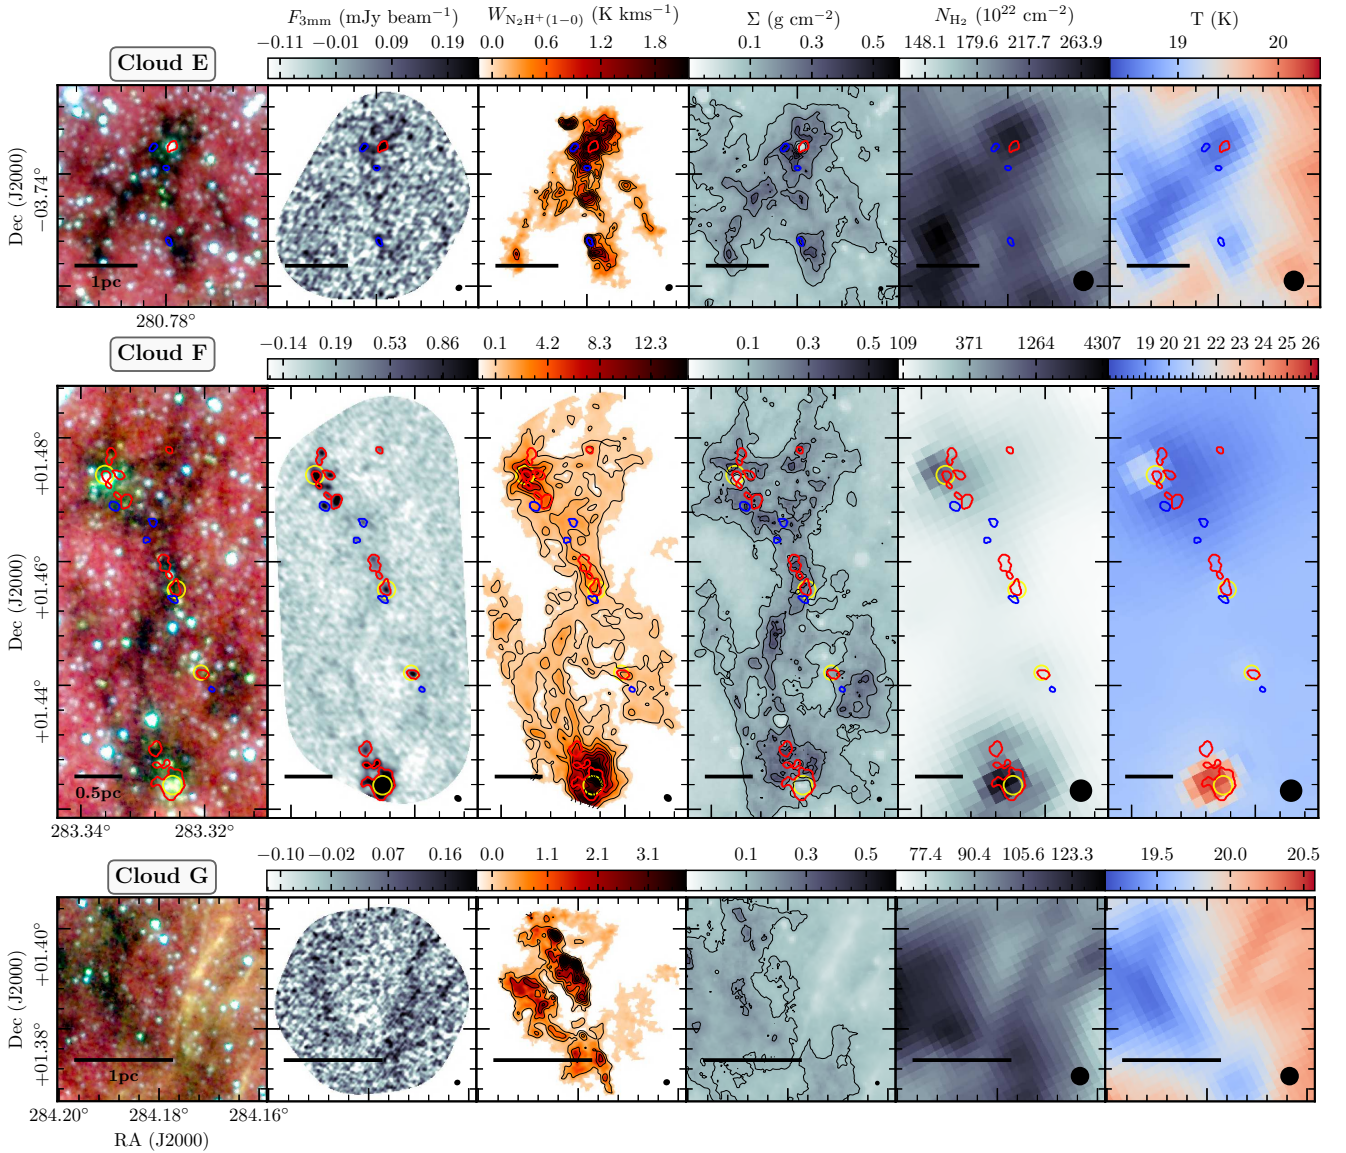 F3mm (mJy beam−1) WN2H+(1−0) (K kms−1) Σ (g cm−2) NH2 (10^22 cm−2) T (K)
−0.11 −0.01 0.09 0.19 0.0 0.6 1.2 1.8 0.1 0.3 0.5 148.1 179.6 217.7 263.9 19 20
Cloud E
Dec (J2000)
−03.74°
1pc
280.78°
Cloud F
−0.14 0.19 0.53 0.86 0.1 4.2 8.3 12.3 0.1 0.3 0.5 109 371 1264 4307 19 20 21 22 23 24 25 26
Dec (J2000)
+01.48°
+01.46°
+01.44°
0.5pc
283.34° 283.32°
Cloud G
−0.10 −0.02 0.07 0.16 0.0 1.1 2.1 3.1 0.1 0.3 0.5 77.4 90.4 105.6 123.3 19.5 20.0 20.5
Dec (J2000)
+01.40°
+01.38°
1pc
284.20° 284.18° 284.16°
RA (J2000)